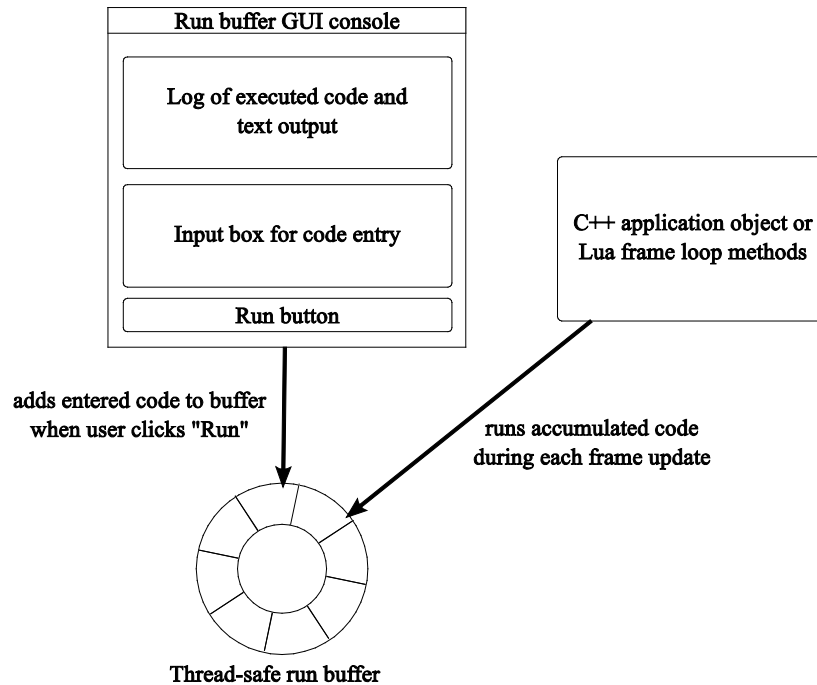 Run buffer GUI console
Log of executed code and
text output
Input box for code entry
Run button
C++ application object or
Lua frame loop methods
adds entered code to buffer
when user clicks "Run"
runs accumulated code
during each frame update
Thread-safe run buffer